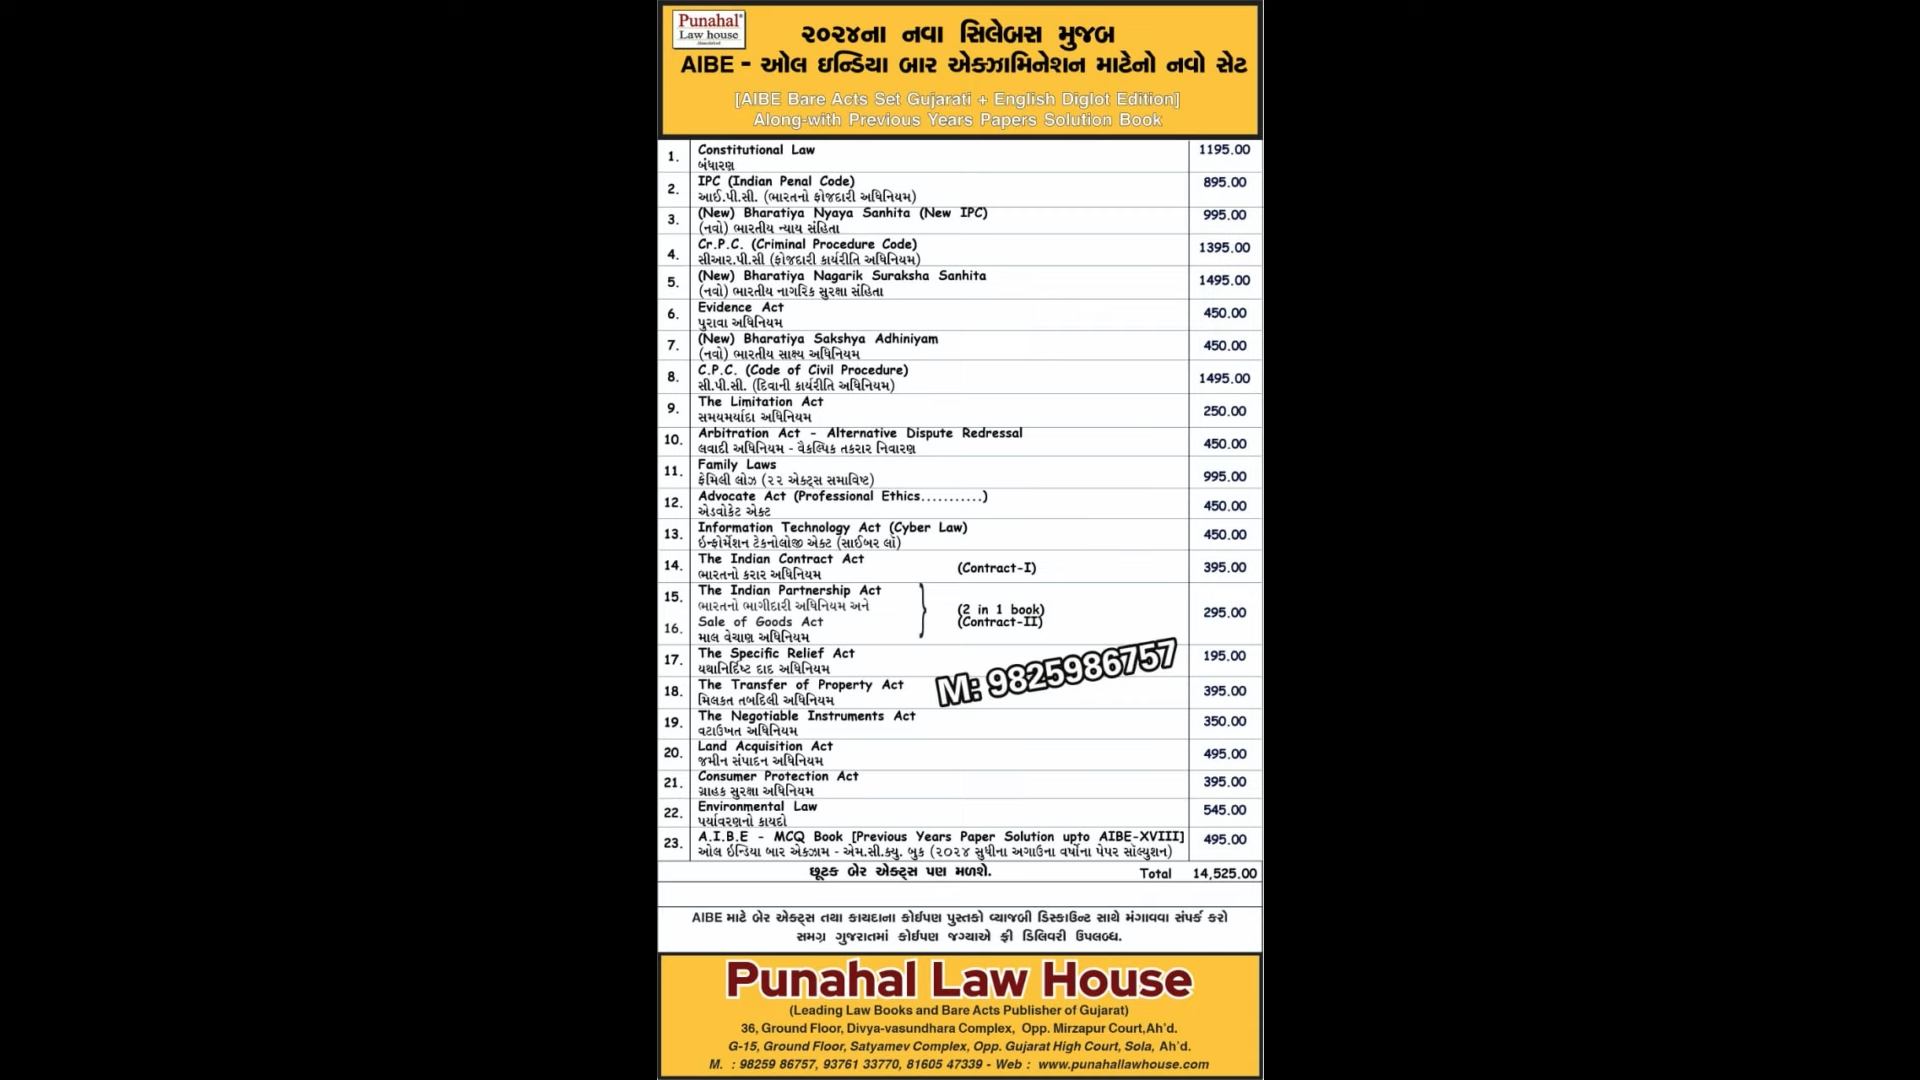 Punahal
Law house
૨૦૨૪ના નવા સિલેબસ મુજબ
AIBE - ઓલ ઇન્ડિયા બાર એક્ઝામિનેશન માટેનો નવો સેટ
[AIBE Bare Acts Set Gujarati + English Diglot Edition]
Along-with Previous Years Papers Solution Book
1. Constitutional Law 1195.00
બંધારણ
2. IPC (Indian Penal Code) 895.00
આઈ.પી.સી. (ભારતનો ફોજદારી અધિનિયમ)
3. (New) Bharatiya Nyaya Sanhita (New IPC) 995.00
(નવો) ભારતીય ન્યાય સંહિતા
4. Cr.P.C. (Criminal Procedure Code) 1395.00
સીઆર.પી.સી (ફોજદારી કાર્યરીતિ અધિનિયમ)
5. (New) Bharatiya Nagarik Suraksha Sanhita 1495.00
(નવો) ભારતીય નાગરિક સુરક્ષા સંહિતા
6. Evidence Act 450.00
પુરાવા અધિનિયમ
7. (New) Bharatiya Sakshya Adhiniyam 450.00
(નવો) ભારતીય સાક્ષ્ય અધિનિયમ
8. C.P.C. (Code of Civil Procedure) 1495.00
સી.પી.સી. (દિવાની કાર્યરીતિ અધિનિયમ)
9. The Limitation Act 250.00
સમયમર્યાદા અધિનિયમ
10. Arbitration Act - Alternative Dispute Redressal 450.00
લવાદી અધિનિયમ - વૈકલ્પિક તકરાર નિવારણ
11. Family Laws 995.00
ફેમિલી લોઝ (૨૨ એક્ટ્સ સમાવિષ્ટ)
12. Advocate Act (Professional Ethics...........) 450.00
એડવોકેટ એક્ટ
13. Information Technology Act (Cyber Law) 450.00
ઇન્ફોર્મેશન ટેકનોલોજી એક્ટ (સાઈબર લૉ)
14. The Indian Contract Act (Contract-I) 395.00
ભારતનો કરાર અધિનિયમ
15. The Indian Partnership Act
ભારતનો ભાગીદારી અધિનિયમ અને (2 in 1 book) 295.00
16. Sale of Goods Act (Contract-II)
માલ વેચાણ અધિનિયમ
17. The Specific Relief Act 195.00
યથાનિર્દિષ્ટ દાદ અધિનિયમ
M: 9825986757
18. The Transfer of Property Act 395.00
મિલકત તબદિલી અધિનિયમ
19. The Negotiable Instruments Act 350.00
વટાઉખત અધિનિયમ
20. Land Acquisition Act 495.00
જમીન સંપાદન અધિનિયમ
21. Consumer Protection Act 395.00
ગ્રાહક સુરક્ષા અધિનિયમ
22. Environmental Law 545.00
પર્યાવરણનો કાયદો
23. A.I.B.E - MCQ Book [Previous Years Paper Solution upto AIBE-XVIII] 495.00
ઓલ ઇન્ડિયા બાર એક્ઝામ - એમ.સી.ક્યુ. બુક (૨૦૨૪ સુધીના અગાઉના વર્ષોના પેપર સૉલ્યુશન)
છૂટક બેર એક્ટ્સ પણ મળશે. Total 14,525.00
AIBE માટે બેર એક્ટ્સ તથા કાયદાના કોઈપણ પુસ્તકો વ્યાજબી ડિસ્કાઉન્ટ સાથે મંગાવવા સંપર્ક કરો
સમગ્ર ગુજરાતમાં કોઈપણ જગ્યાએ ફ્રી ડિલિવરી ઉપલબ્ધ.
Punahal Law House
(Leading Law Books and Bare Acts Publisher of Gujarat)
36, Ground Floor, Divya-vasundhara Complex, Opp. Mirzapur Court,Ah'd.
G-15, Ground Floor, Satyamev Complex, Opp. Gujarat High Court, Sola, Ah'd.
M. : 98259 86757, 93761 33770, 81605 47339 - Web : www.punahallawhouse.com